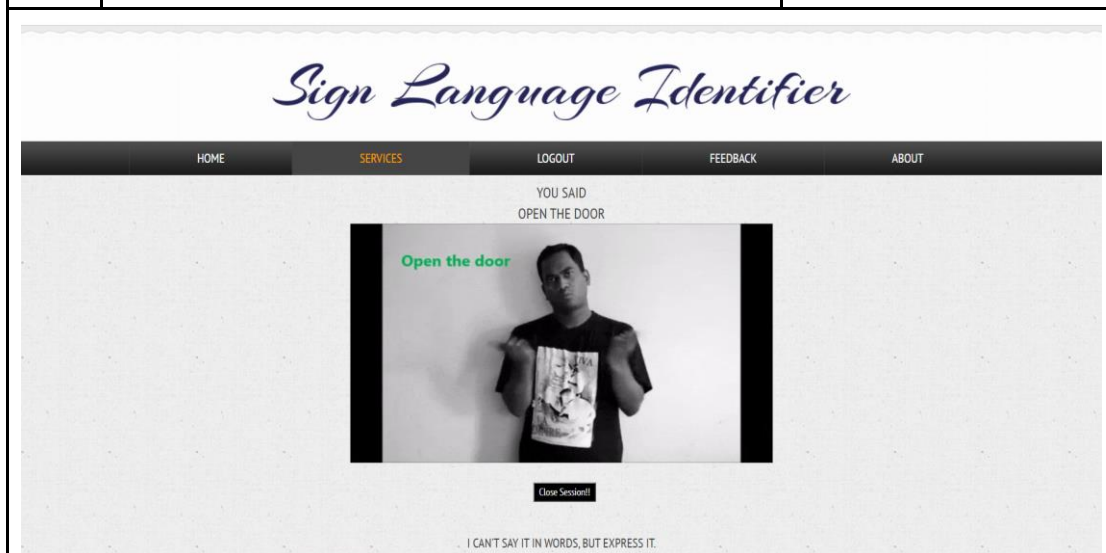 Sign Language Identifier
HOME SERVICES LOGOUT FEEDBACK ABOUT
YOU SAID
OPEN THE DOOR
Open the door
Close Session!!
I CAN'T SAY IT IN WORDS, BUT EXPRESS IT.